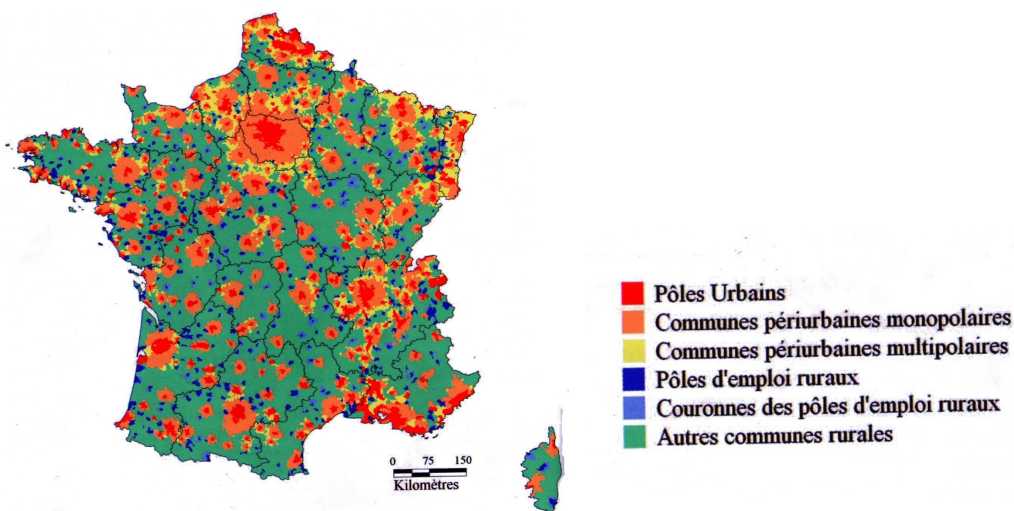 0 75 150
Kilomètres
Pôles Urbains
Communes périurbaines monopolaires
Communes périurbaines multipolaires
Pôles d'emploi ruraux
Couronnes des pôles d'emploi ruraux
Autres communes rurales